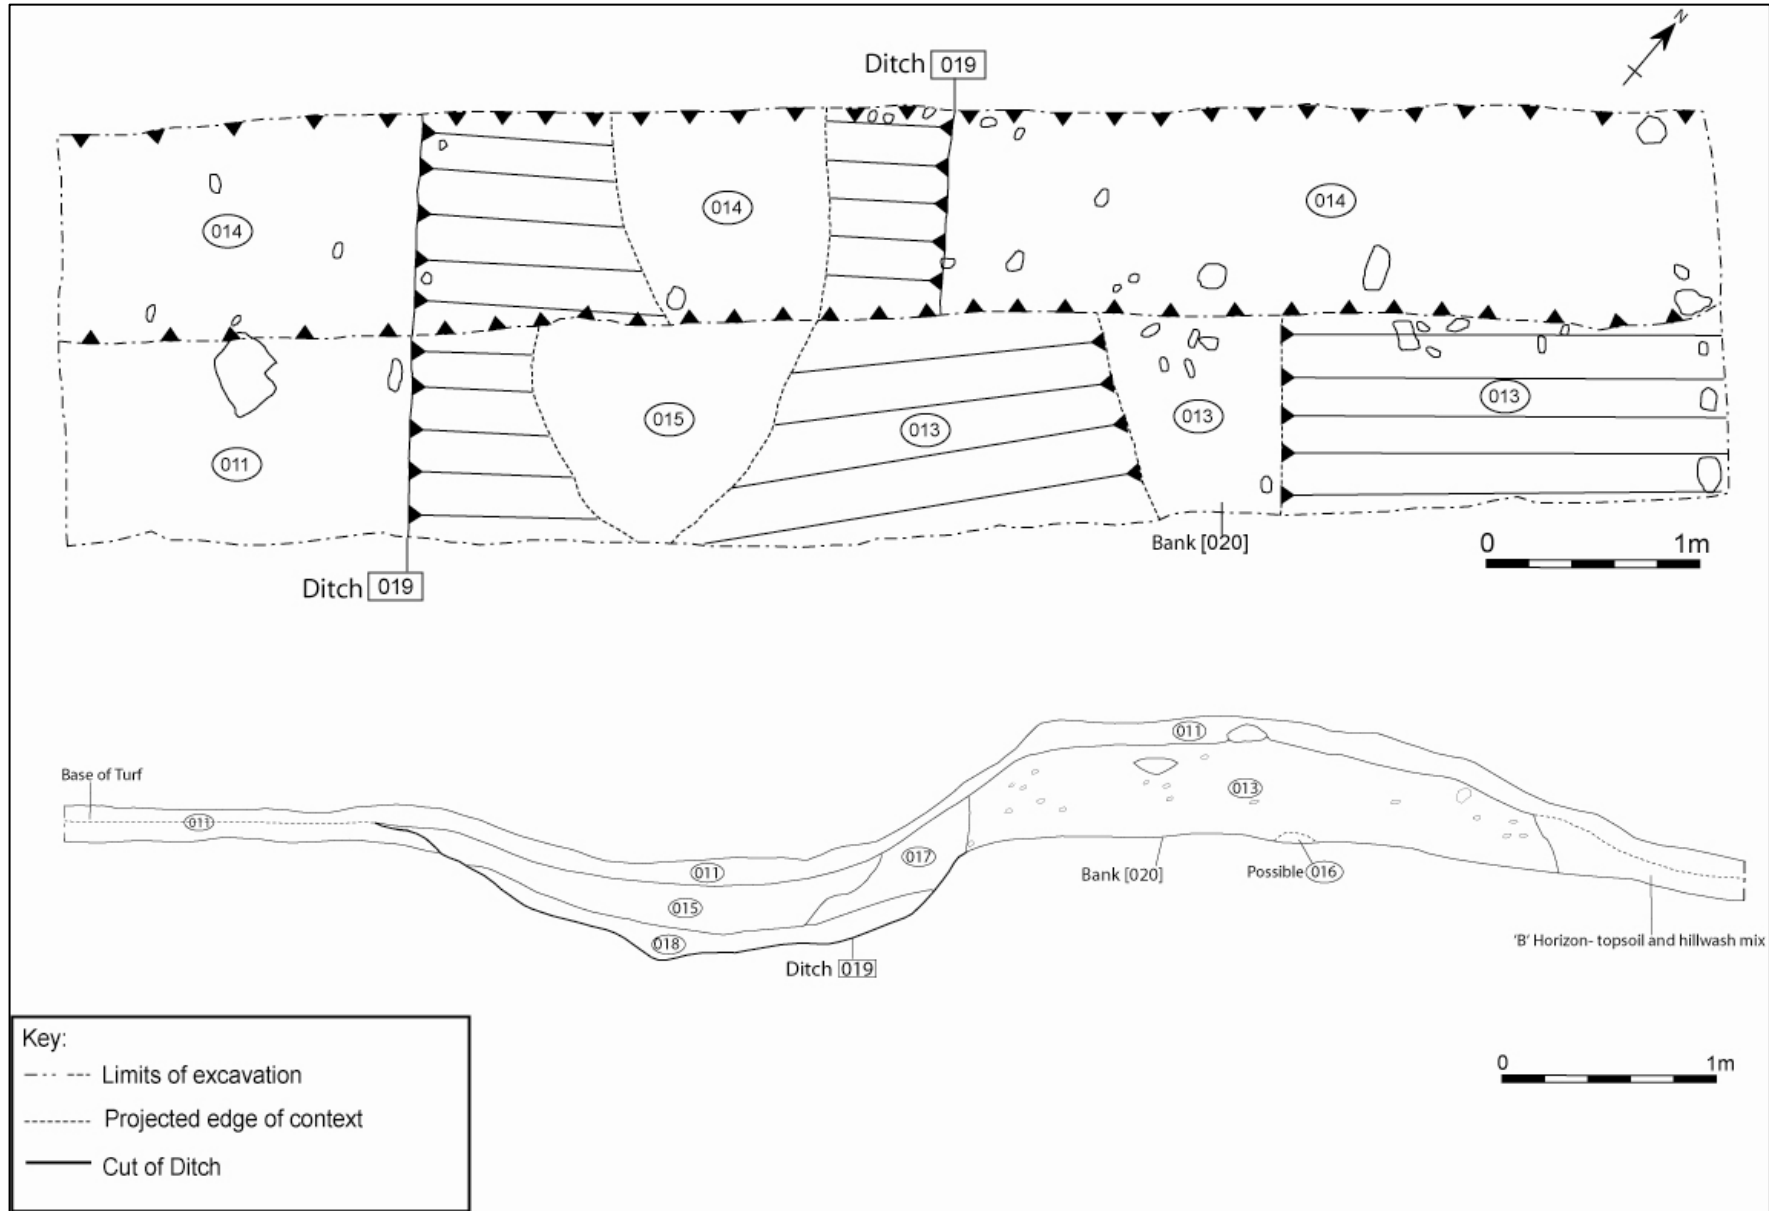 N
Ditch 019
014
014
014
011
015
013
013
013
Bank [020]
0 1m
Ditch 019
011
Base of Turf
013
011
017
011
Bank [020]
Possible 016
015
'B' Horizon- topsoil and hillwash mix
018
Ditch 019
Key:
Limits of excavation
Projected edge of context
Cut of Ditch
0 1m